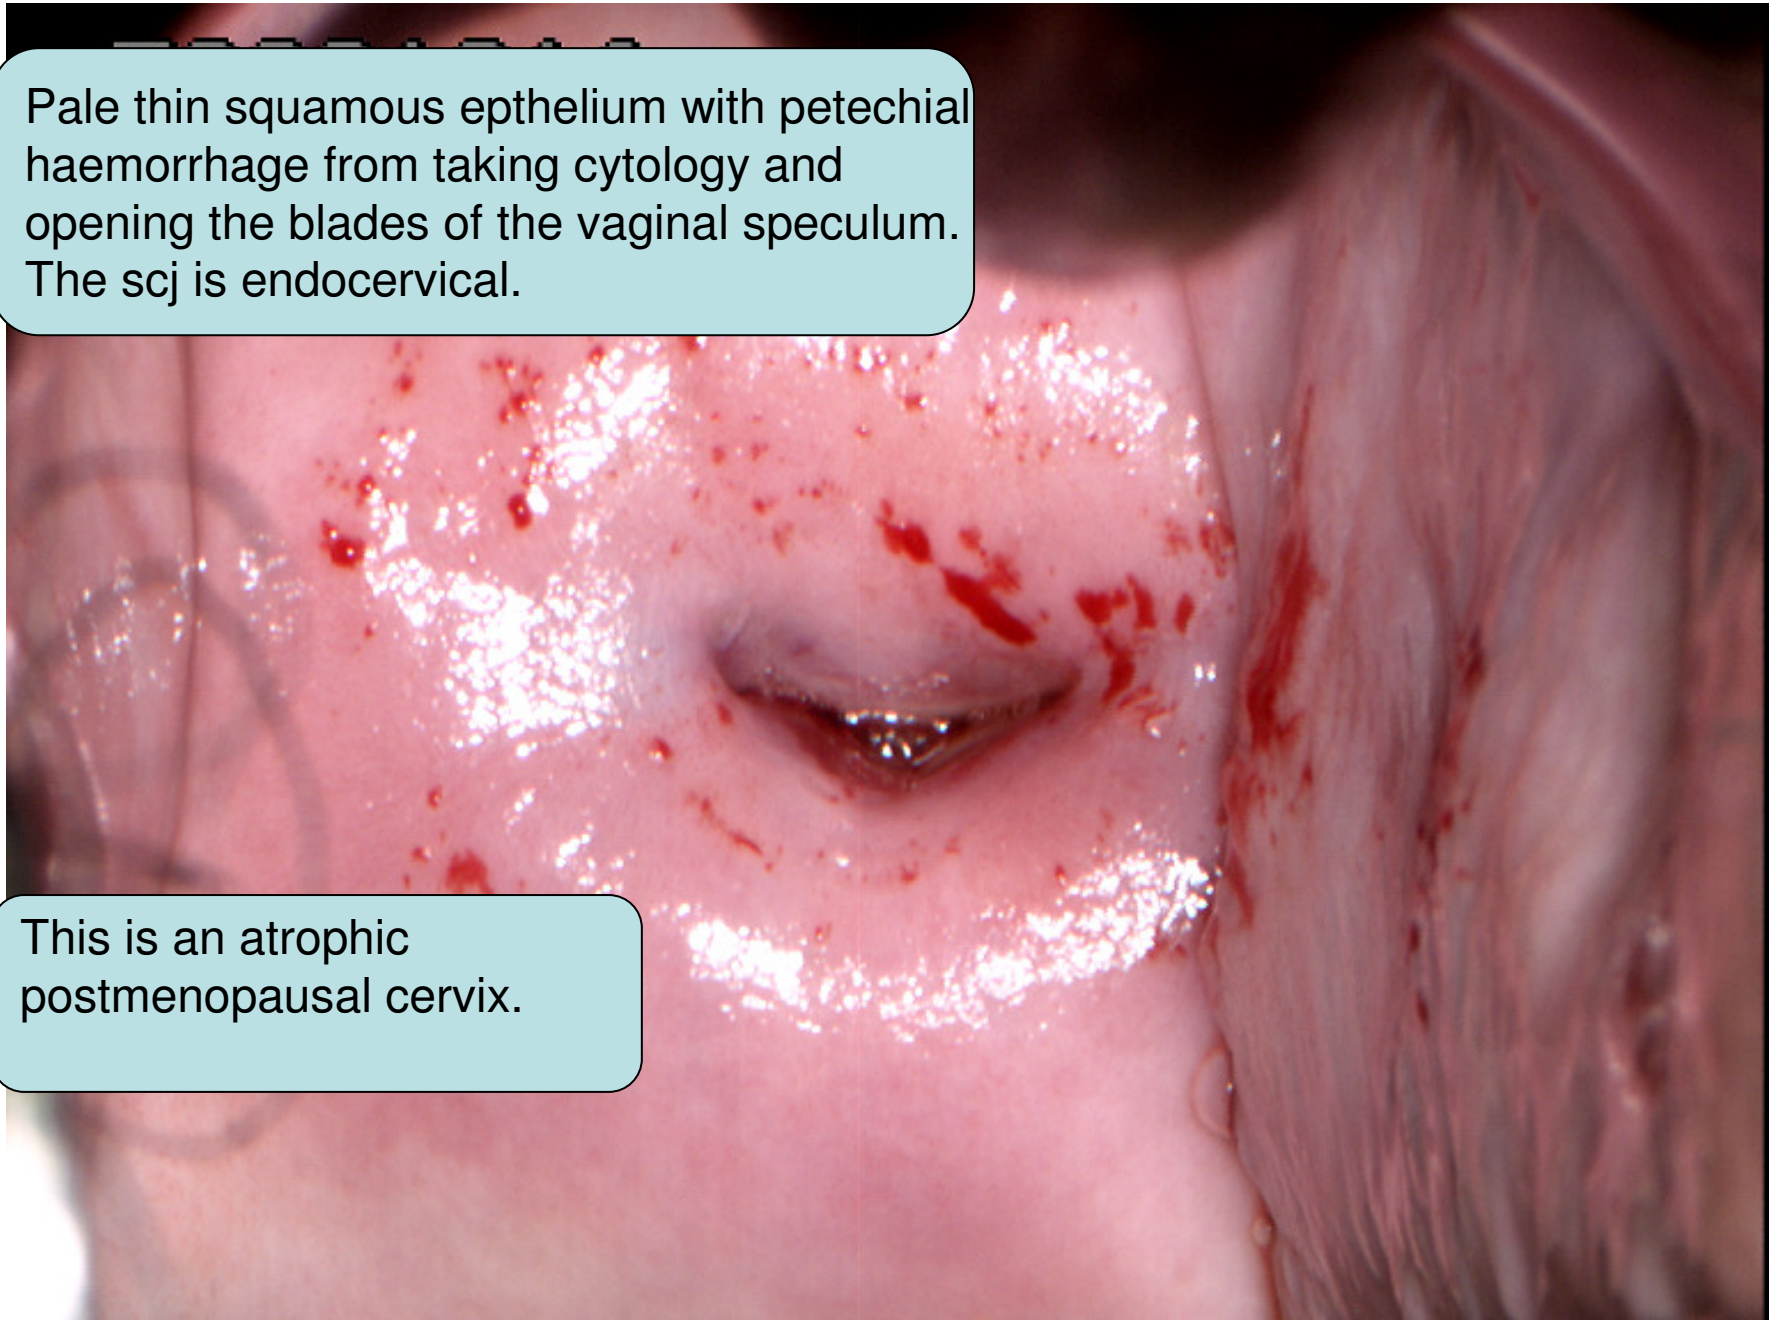 Pale thin squamous epthelium with petechial
haemorrhage from taking cytology and
opening the blades of the vaginal speculum.
The scj is endocervical.
This is an atrophic
postmenopausal cervix.